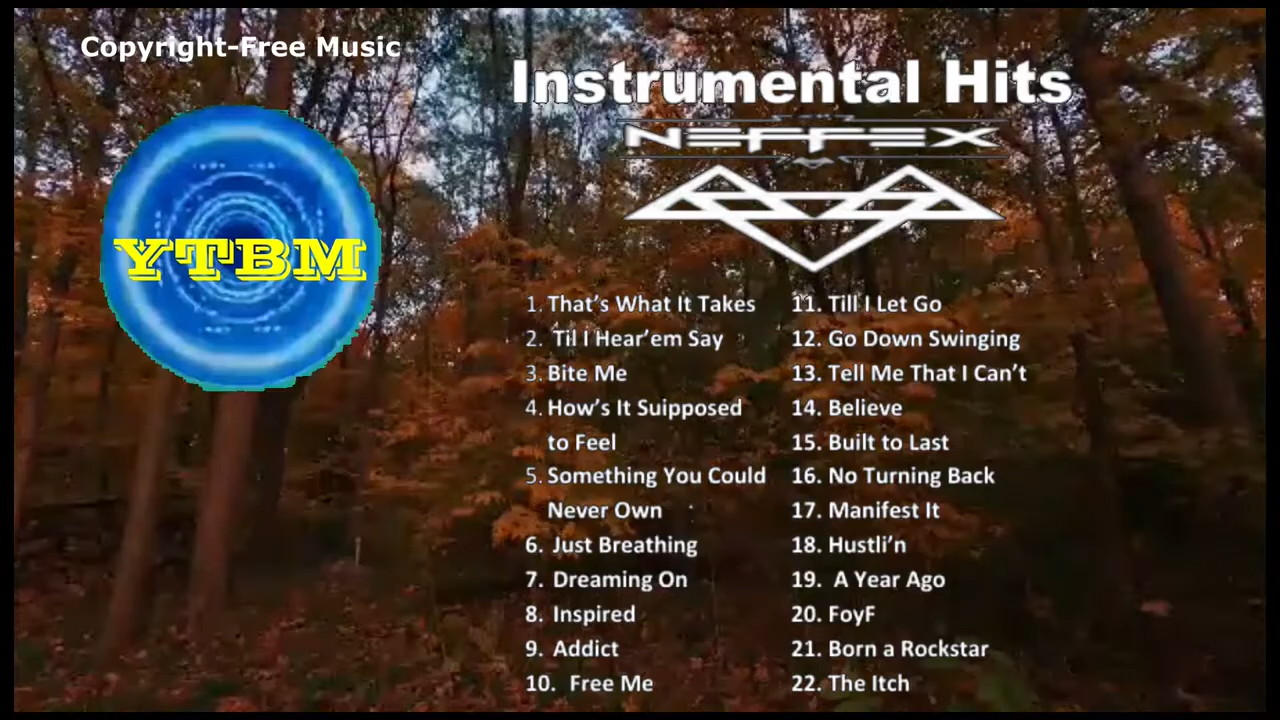 Copyright-Free Music
YTBM
Instrumental Hits
NEFFEX
1. That's What It Takes
2. 'Til I Hear'em Say
3. Bite Me
4. How's It Suipposed
to Feel
5. Something You Could
Never Own
6. Just Breathing
7. Dreaming On
8. Inspired
9. Addict
10. Free Me
11. Till I Let Go
12. Go Down Swinging
13. Tell Me That I Can't
14. Believe
15. Built to Last
16. No Turning Back
17. Manifest It
18. Hustli'n
19. A Year Ago
20. FoyF
21. Born a Rockstar
22. The Itch